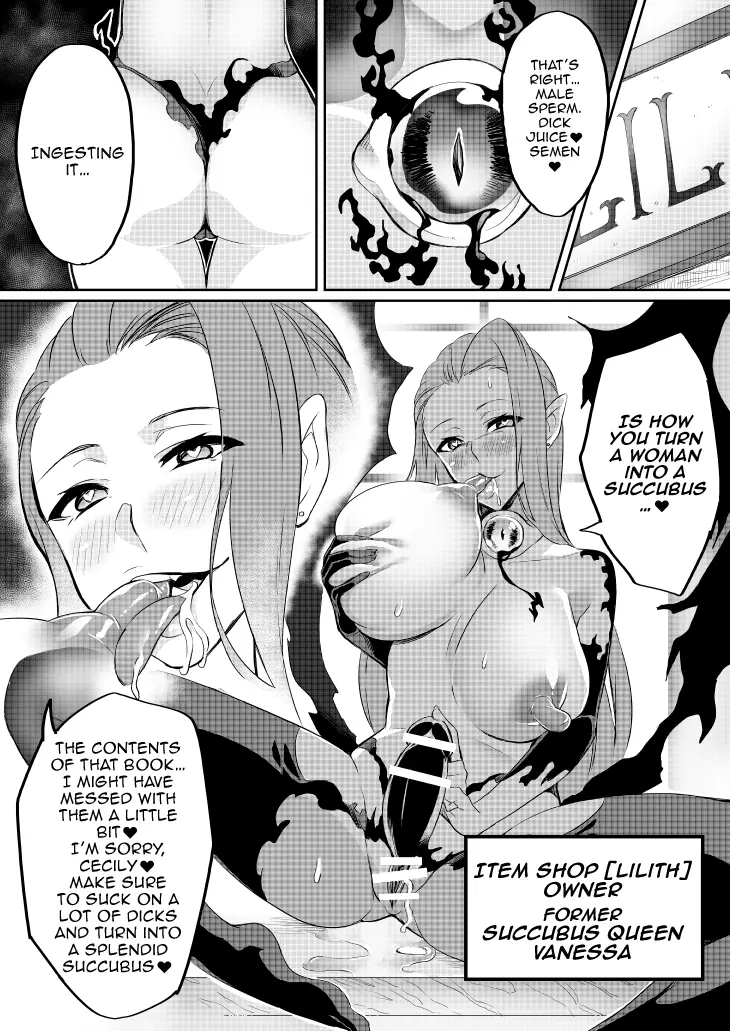 LIL
THAT'S
RIGHT...
MALE
SPERM.
DICK
JUICE♥
SEMEN
♥
INGESTING
IT...
IS HOW
YOU TURN
A WOMAN
INTO A
SUCCUBUS
...♥
THE CONTENTS
OF THAT BOOK...
I MIGHT HAVE
MESSED WITH
THEM A LITTLE
BIT♥
I'M SORRY,
CECILY♥
MAKE SURE
TO SUCK ON A
LOT OF DICKS
AND TURN INTO
A SPLENDID
SUCCUBUS♥
ITEM SHOP [LILITH]
OWNER
FORMER
SUCCUBUS QUEEN
VANESSA